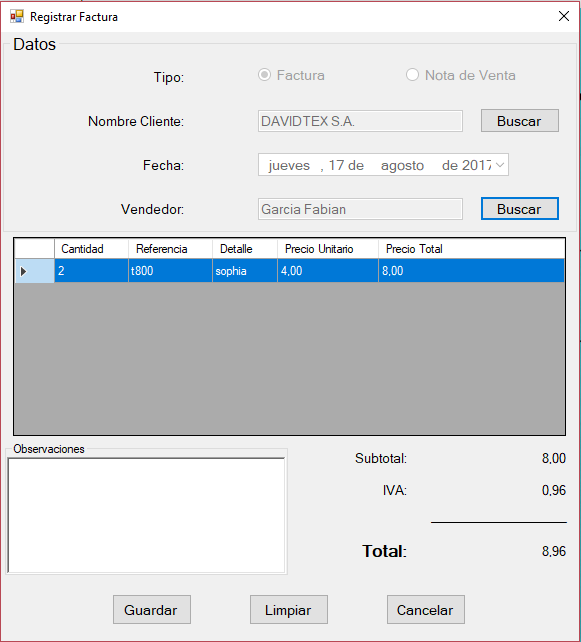 Registrar Factura
Datos
Tipo: Factura Nota de Venta
Nombre Cliente: DAVIDTEX S.A. Buscar
Fecha: jueves , 17 de agosto de 2017
Vendedor: Garcia Fabian Buscar
Cantidad Referencia Detalle Precio Unitario Precio Total
2 t800 sophia 4,00 8,00
Observaciones
Subtotal: 8,00
IVA: 0,96
Total: 8,96
Guardar Limpiar Cancelar